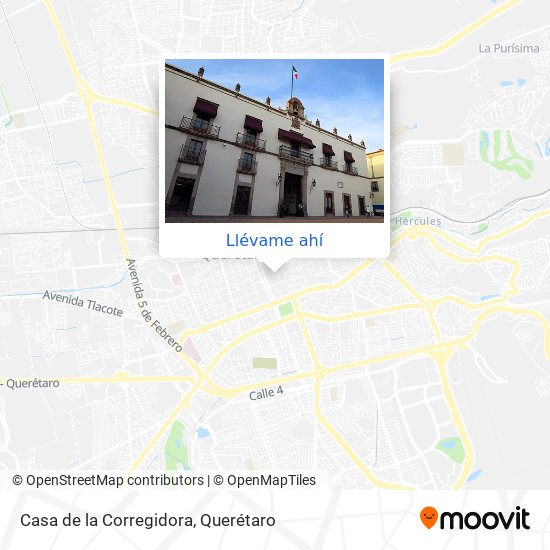 La Purísima
Hércules
Llévame ahí
Avenida Tlacote
Avenida 5 de Febrero
- Querétaro
Calle 4
© OpenStreetMap contributors | © OpenMapTiles
Casa de la Corregidora, Querétaro
moovit